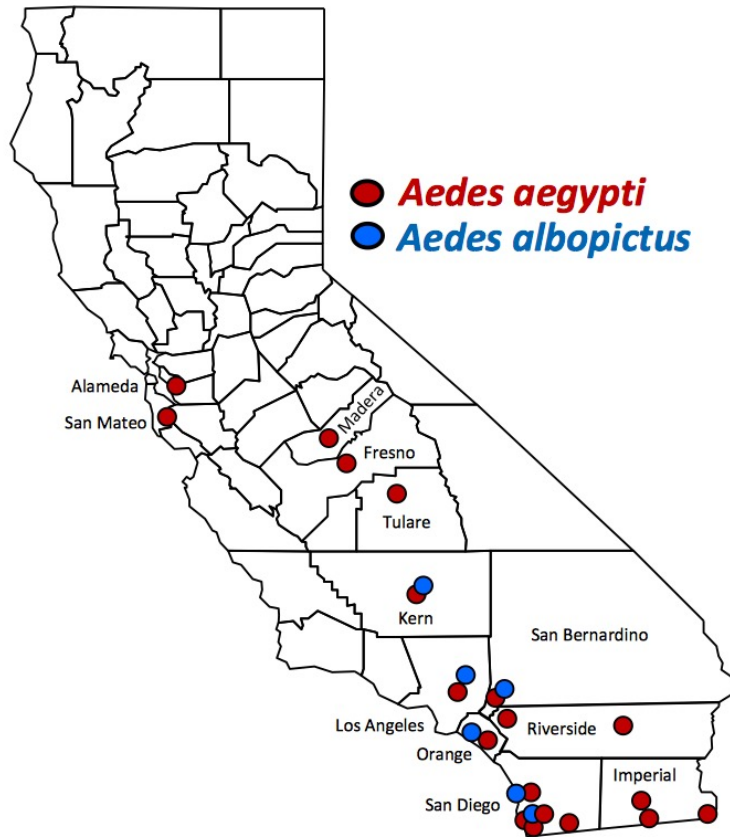 Aedes aegypti
Aedes albopictus
Alameda
San Mateo
Madera
Fresno
Tulare
Kern
San Bernardino
Los Angeles
Riverside
Orange
Imperial
San Diego